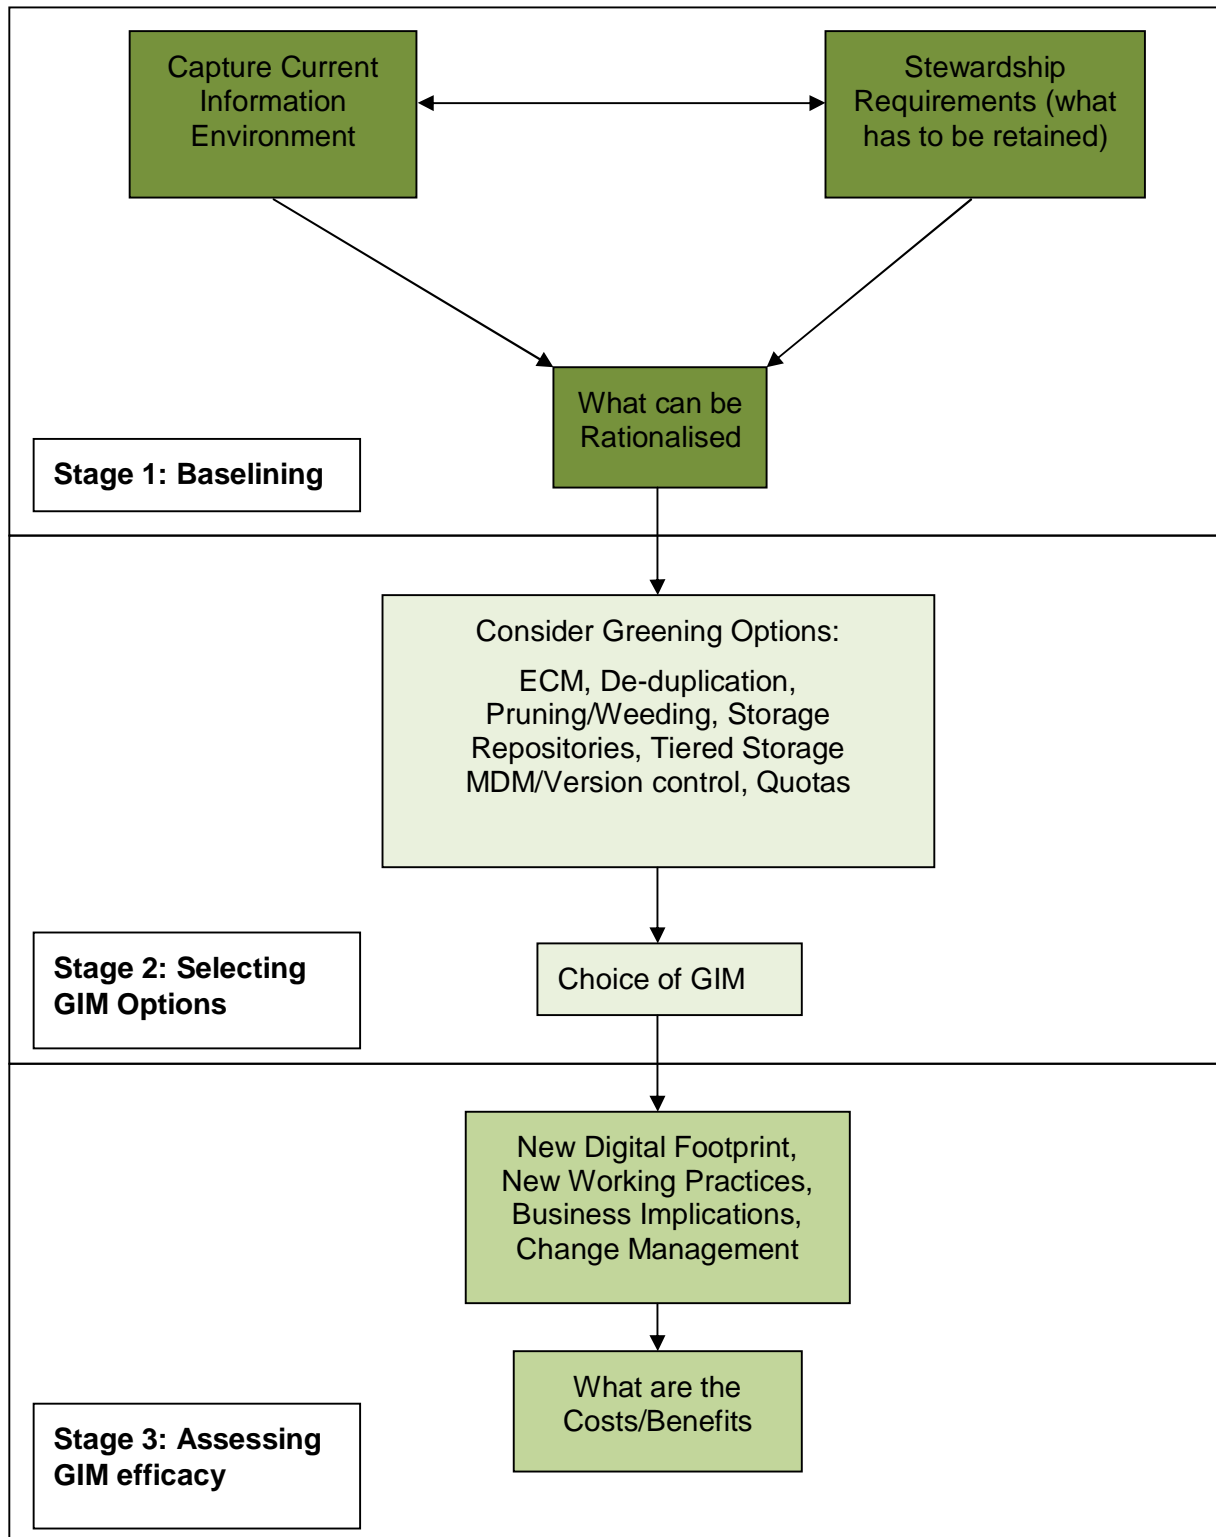 Capture Current
Information
Environment
Stewardship
Requirements (what
has to be retained)
What can be
Rationalised
Stage 1: Baselining
Consider Greening Options:
ECM, De-duplication,
Pruning/Weeding, Storage
Repositories, Tiered Storage
MDM/Version control, Quotas
Stage 2: Selecting
GIM Options
Choice of GIM
New Digital Footprint,
New Working Practices,
Business Implications,
Change Management
What are the
Costs/Benefits
Stage 3: Assessing
GIM efficacy